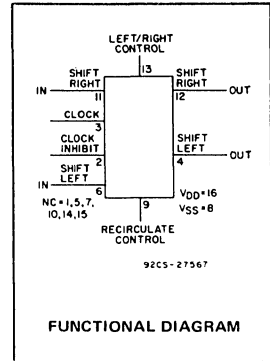 LEFT/RIGHT
CONTROL
13
SHIFT
RIGHT
IN
11
SHIFT
RIGHT
12
OUT
CLOCK
3
CLOCK
INHIBIT
2
SHIFT
LEFT
4
OUT
SHIFT
LEFT
IN
6
NC = 1,5,7,
10,14,15
9
VDD = 16
VSS = 8
RECIRCULATE
CONTROL
92CS-27567
FUNCTIONAL DIAGRAM